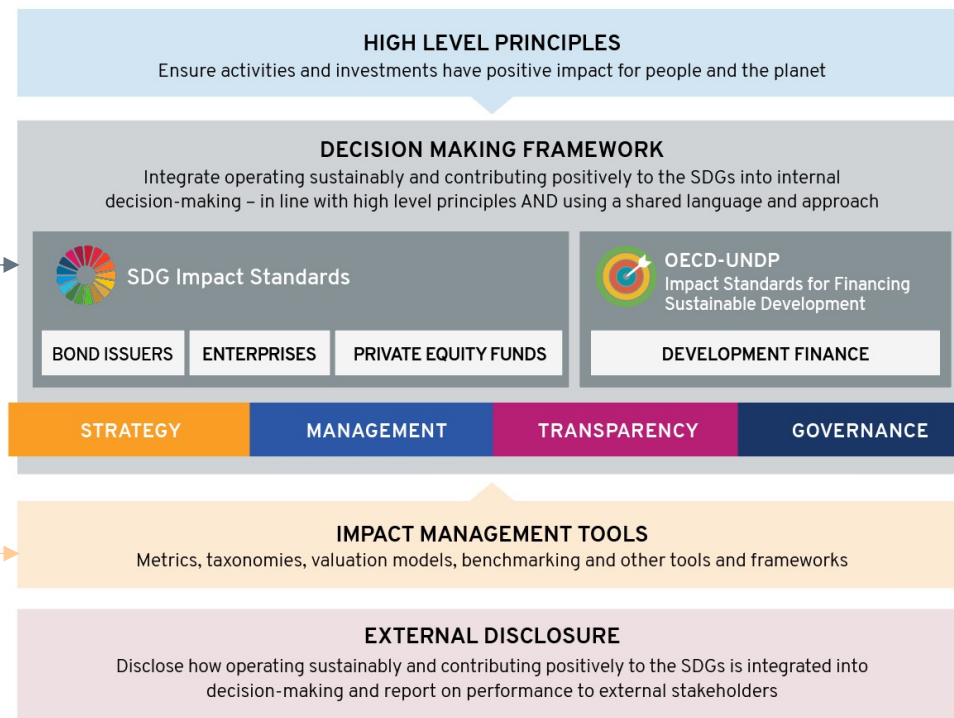 HIGH LEVEL PRINCIPLES
Ensure activities and investments have positive impact for people and the planet
DECISION MAKING FRAMEWORK
Integrate operating sustainably and contributing positively to the SDGs into internal
decision-making – in line with high level principles AND using a shared language and approach
SDG Impact Standards
BOND ISSUERS
ENTERPRISES
PRIVATE EQUITY FUNDS
OECD-UNDP
Impact Standards for Financing
Sustainable Development
DEVELOPMENT FINANCE
STRATEGY
MANAGEMENT
TRANSPARENCY
GOVERNANCE
IMPACT MANAGEMENT TOOLS
Metrics, taxonomies, valuation models, benchmarking and other tools and frameworks
EXTERNAL DISCLOSURE
Disclose how operating sustainably and contributing positively to the SDGs is integrated into
decision-making and report on performance to external stakeholders